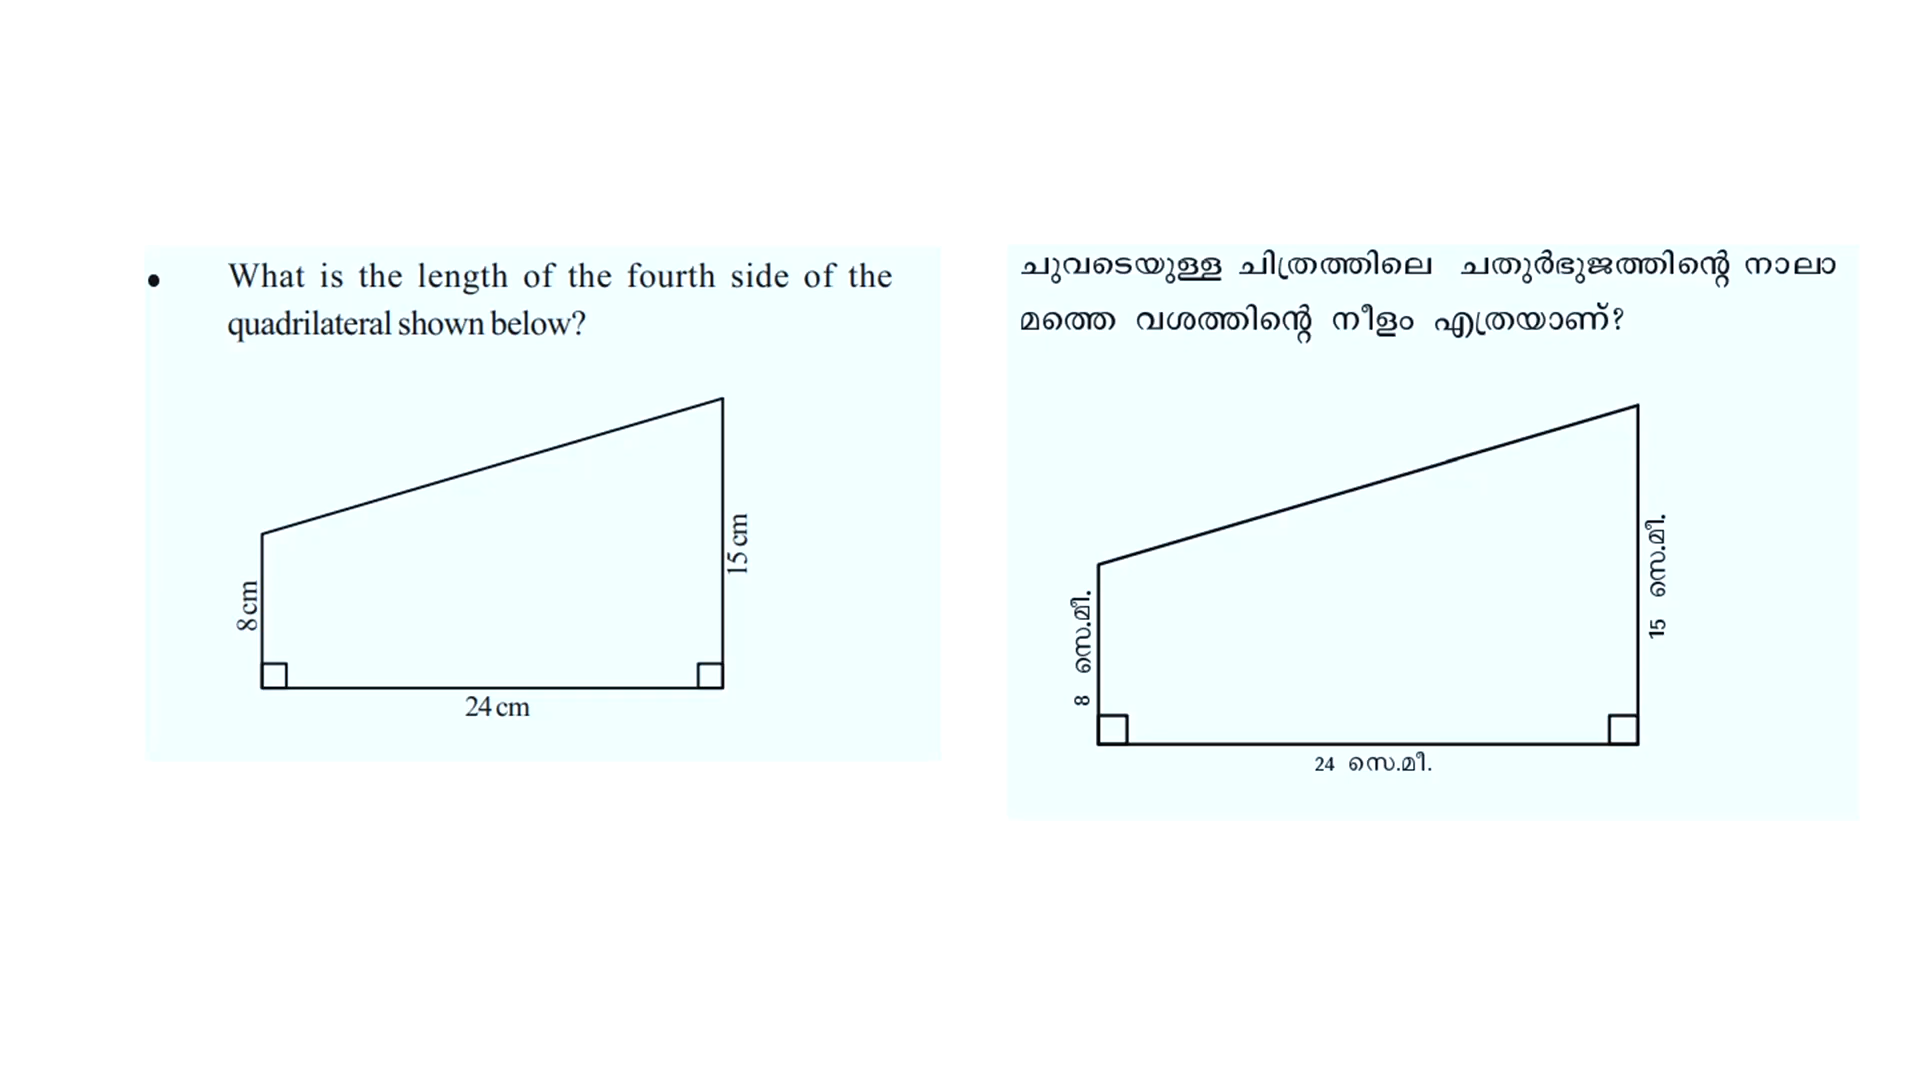 • What is the length of the fourth side of the
quadrilateral shown below?
8 cm
15 cm
24 cm
ചുവടെയുള്ള ചിത്രത്തിലെ ചതുർഭുജത്തിന്റെ നാലാ
മത്തെ വശത്തിന്റെ നീളം എത്രയാണ്?
8 സെ.മീ.
15 സെ.മീ.
24 സെ.മീ.